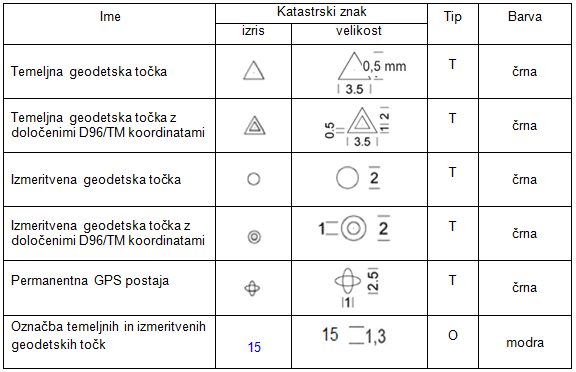 Ime
Katastrski znak
Tip
Barva
izris
velikost
Temeljna geodetska točka
0,5 mm
3.5
T
črna
Temeljna geodetska točka z
določenimi D96/TM koordinatami
0.5
1
2
3.5
T
črna
Izmeritvena geodetska točka
2
T
črna
Izmeritvena geodetska točka z
določenimi D96/TM koordinatami
1
2
T
črna
Permanentna GPS postaja
2.5
1
T
črna
Označba temeljnih in izmeritvenih
geodetskih točk
15
15
1,3
O
modra